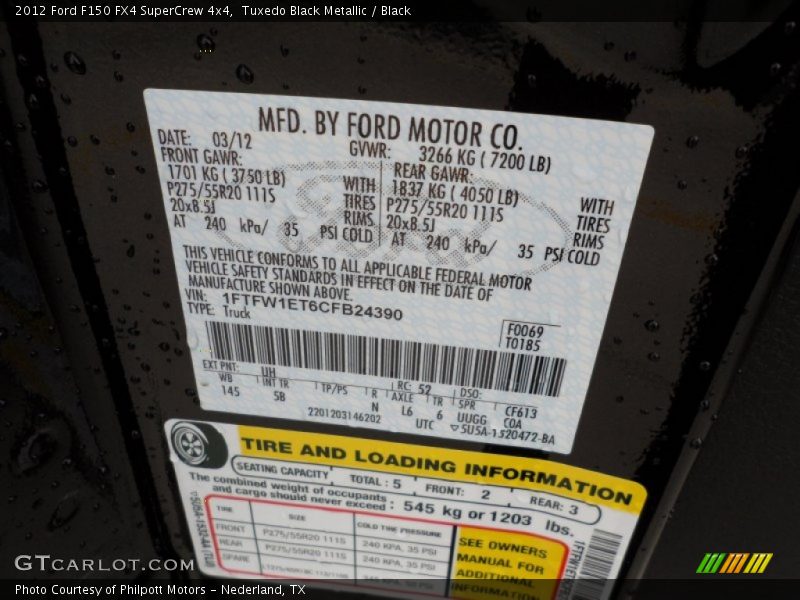 2012 Ford F150 FX4 SuperCrew 4x4,  Tuxedo Black Metallic / Black
MFD. BY FORD MOTOR CO.
DATE: 03/12 GVWR: 3266 KG ( 7200 LB)
FRONT GAWR: REAR GAWR:
1701 KG ( 3750 LB) WITH 1837 KG ( 4050 LB) WITH
P275/55R20 111S TIRES P275/55R20 111S TIRES
20x8.5J RIMS 20x8.5J RIMS
AT 240 kPa/ 35 PSI COLD AT 240 kPa/ 35 PSI COLD
THIS VEHICLE CONFORMS TO ALL APPLICABLE FEDERAL MOTOR
VEHICLE SAFETY STANDARDS IN EFFECT ON THE DATE OF
MANUFACTURE SHOWN ABOVE.
VIN: 1FTFW1ET6CFB24390
TYPE: Truck
F0069
T0185
EXT PNT: UH RC: 52 DSO:
WB INT TR TP/PS R AXLE TR SPR CF613
145 5B N L6 6 UUGG COA
2201203146202 UTC 5U5A-1520472-BA
TIRE AND LOADING INFORMATION
SEATING CAPACITY TOTAL : 5 FRONT: 2 REAR: 3
The combined weight of occupants
and cargo should never exceed : 545 kg or 1203 lbs.
TIRE SIZE COLD TIRE PRESSURE
FRONT P275/55R20 111S 240 KPA, 35 PSI
REAR P275/55R20 111S 240 KPA, 35 PSI
SPARE
SEE OWNERS
MANUAL FOR
ADDITIONAL
INFORMATION
GTCARLOT.COM
Photo Courtesy of Philpott Motors - Nederland, TX